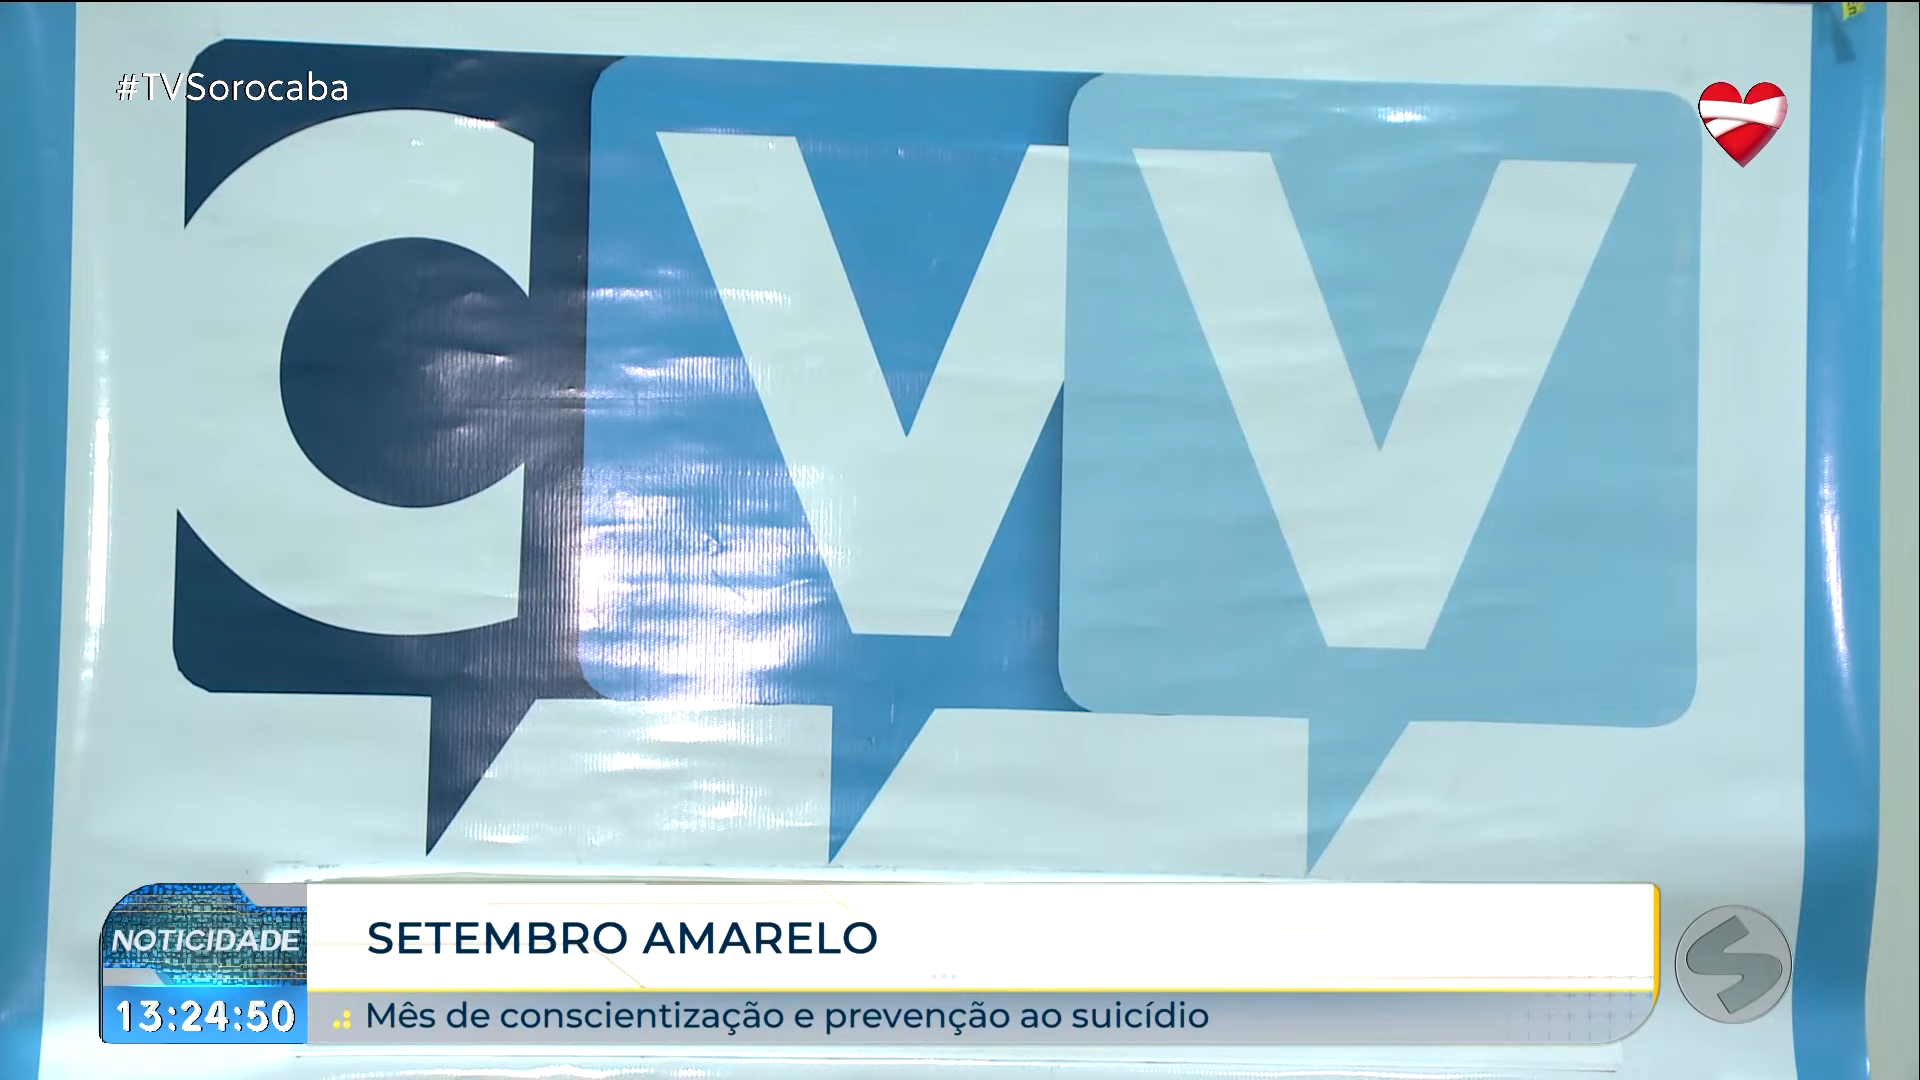 #TVSorocaba
CVV
NOTICIDADE
SETEMBRO AMARELO
13:24:50
Mês de conscientização e prevenção ao suicídio